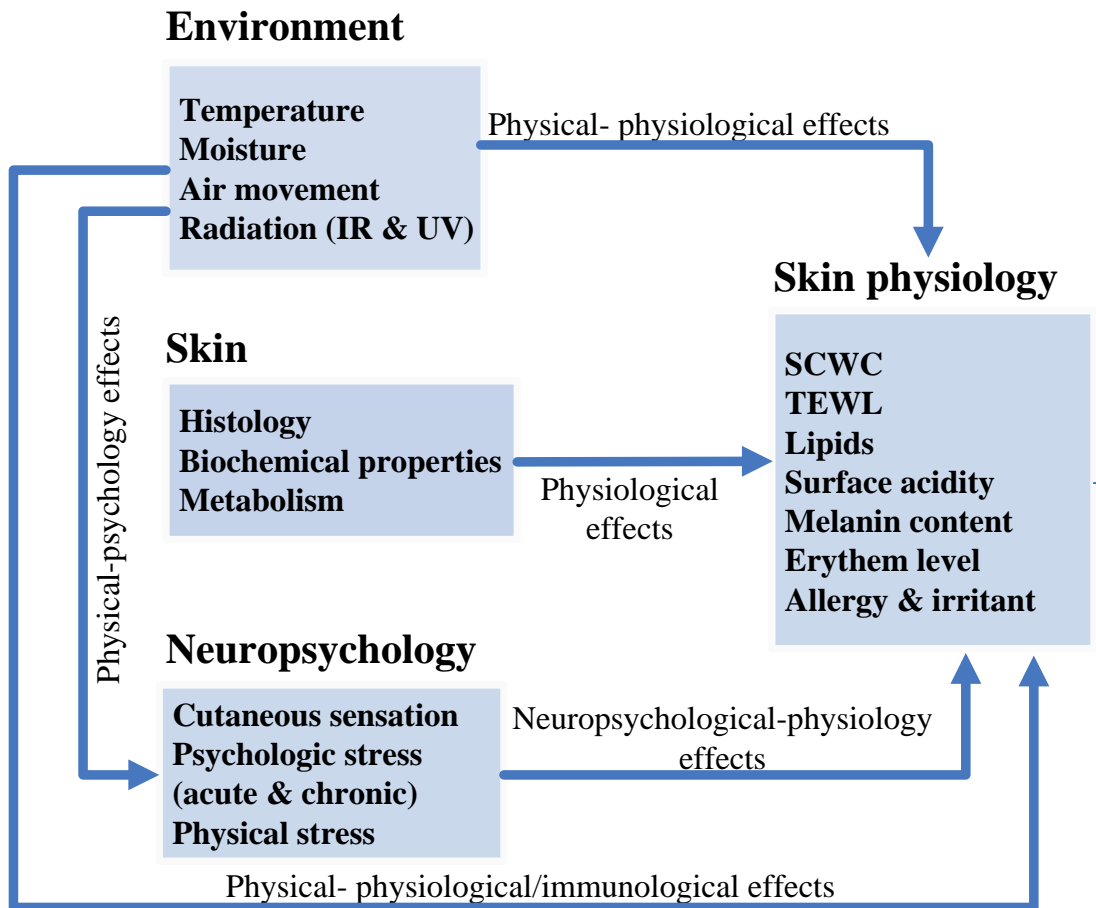 Environment
Temperature
Moisture
Air movement
Radiation (IR & UV)
Physical- physiological effects
Physical-psychology effects
Skin
Histology
Biochemical properties
Metabolism
Physiological
effects
Skin physiology
SCWC
TEWL
Lipids
Surface acidity
Melanin content
Erythem level
Allergy & irritant
Neuropsychology
Cutaneous sensation
Psychologic stress
(acute & chronic)
Physical stress
Neuropsychological-physiology
effects
Physical- physiological/immunological effects